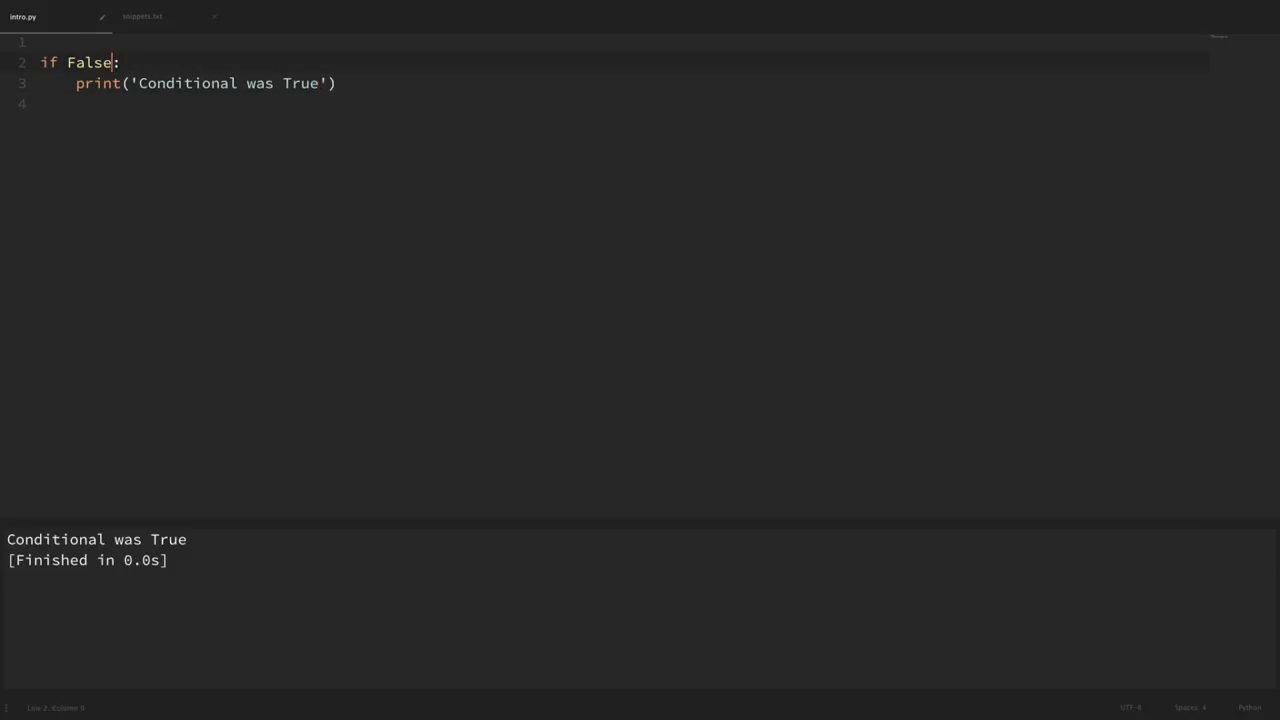 intro.py
snippets.txt
1
2 if False:
3     print('Conditional was True')
4
Conditional was True
[Finished in 0.0s]
Line 2, Column 9
UTF-8
Spaces: 4
Python